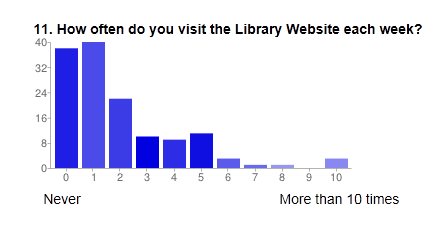 11. How often do you visit the Library Website each week?
40
32
24
16
8
0
0 1 2 3 4 5 6 7 8 9 10
Never More than 10 times